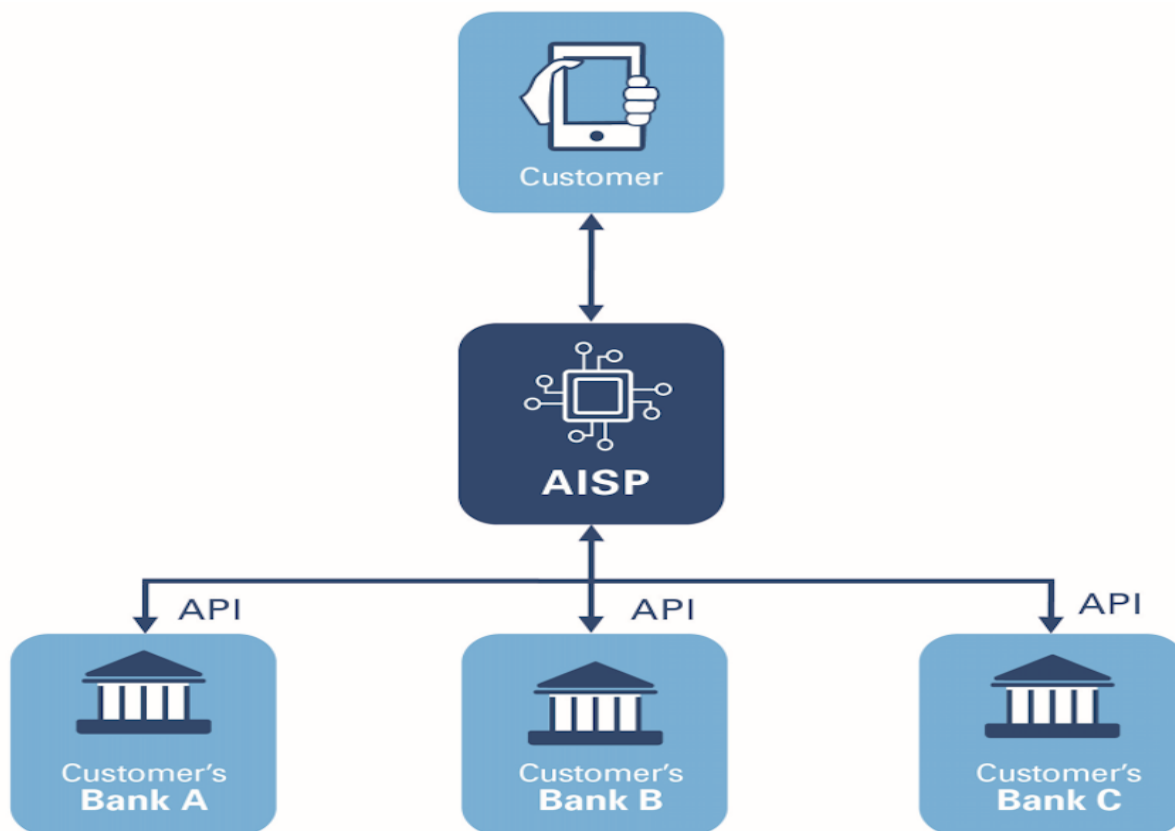 Customer
AISP
API
API
API
Customer's
Bank A
Customer's
Bank B
Customer's
Bank C